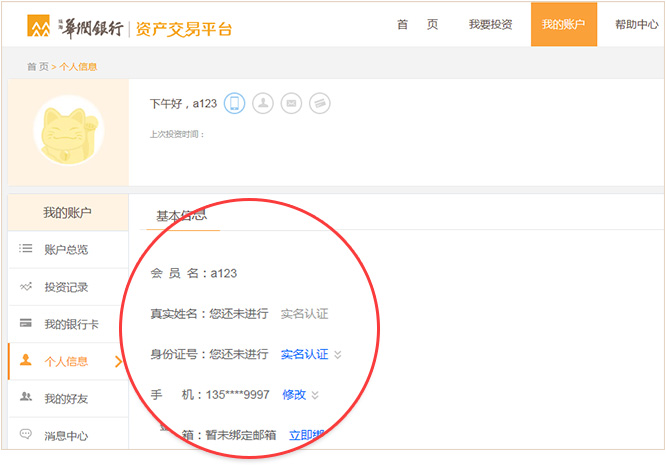 珠海 華潤銀行 | 资产交易平台
首 页 我要投资 我的账户 帮助中心
首 页 > 个人信息
下午好，a123
上次投资时间：
我的账户
账户总览
投资记录
我的银行卡
个人信息
我的好友
消息中心
基本信息
会 员 名：a123
真实姓名：您还未进行 实名认证
身份证号：您还未进行 实名认证
手 机：135****9997 修改
箱：暂未绑定邮箱 立即绑